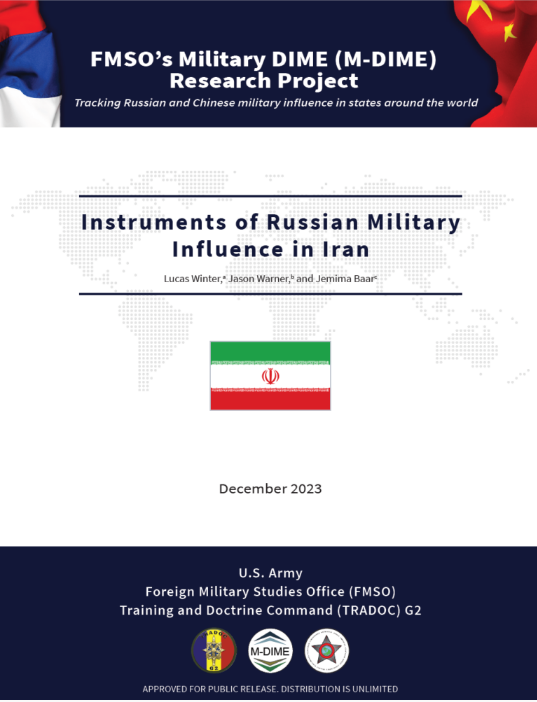 FMSO's Military DIME (M-DIME)
Research Project
Tracking Russian and Chinese military influence in states around the world
Instruments of Russian Military
Influence in Iran
Lucas Winter,ᵃ Jason Warner,ᵇ and Jemima Baarᶜ
December 2023
U.S. Army
Foreign Military Studies Office (FMSO)
Training and Doctrine Command (TRADOC) G2
TRADOC
G2
M-DIME
APPROVED FOR PUBLIC RELEASE. DISTRIBUTION IS UNLIMITED